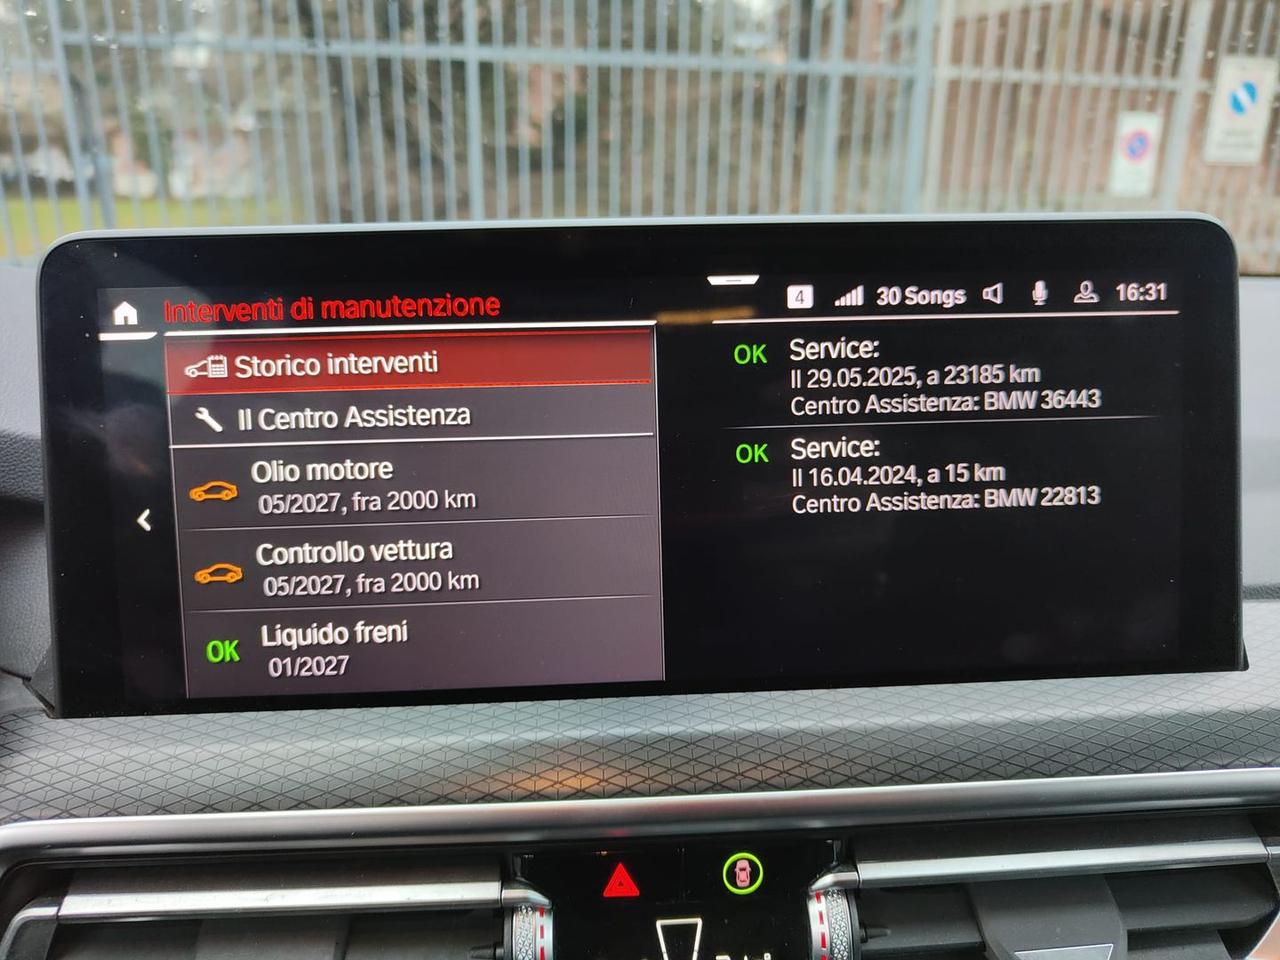 Interventi di manutenzione
4
30 Songs
16:31
Storico interventi
Il Centro Assistenza
Olio motore
05/2027, fra 2000 km
Controllo vettura
05/2027, fra 2000 km
OK
Liquido freni
01/2027
OK
Service:
Il 29.05.2025, a 23185 km
Centro Assistenza: BMW 36443
OK
Service:
Il 16.04.2024, a 15 km
Centro Assistenza: BMW 22813